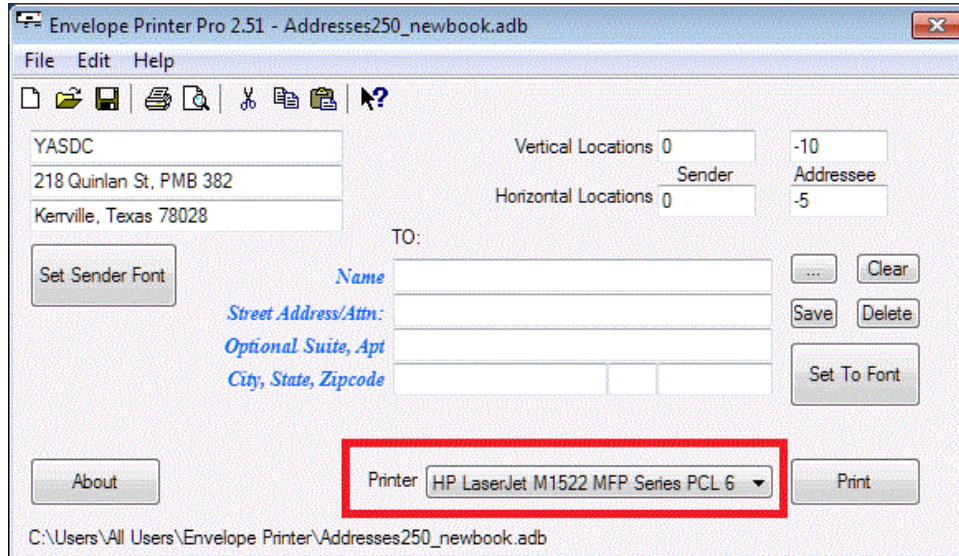 Envelope Printer Pro 2.51 - Addresses250_newbook.adb
File Edit Help
YASDC
218 Quinlan St, PMB 382
Kerrville, Texas 78028
Vertical Locations 0 -10
Sender Addressee
Horizontal Locations 0 -5
TO:
Set Sender Font
Name
... Clear
Street Address/Attn:
Save Delete
Optional Suite, Apt
City, State, Zipcode
Set To Font
About
Printer HP LaserJet M1522 MFP Series PCL 6
Print
C:\Users\All Users\Envelope Printer\Addresses250_newbook.adb